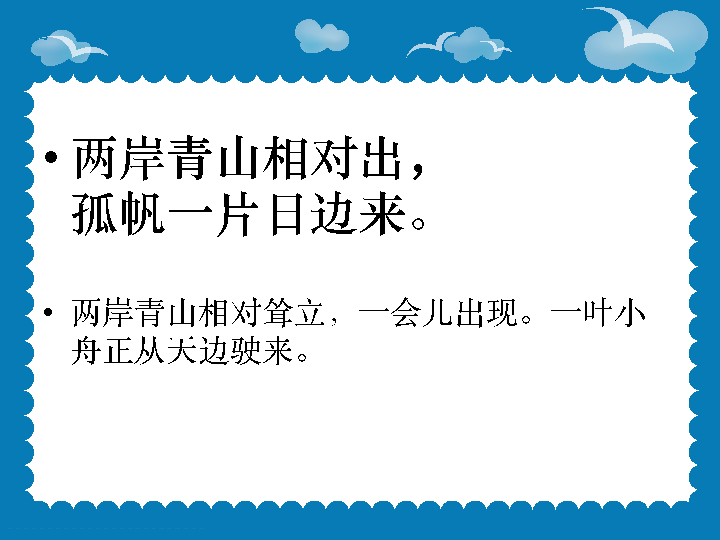 • 两岸青山相对出，
孤帆一片日边来。
• 两岸青山相对耸立，一会儿出现。一叶小
舟正从天边驶来。